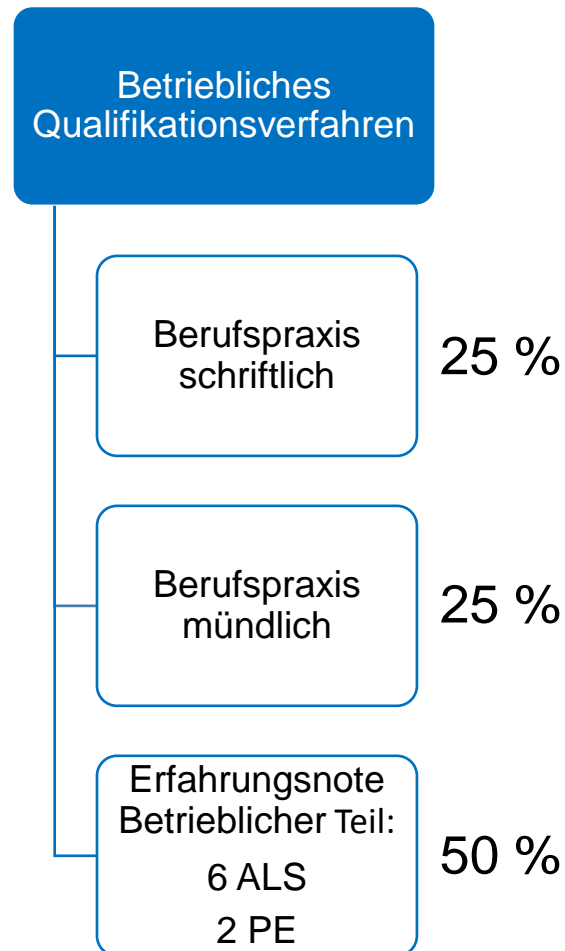 Betriebliches
Qualifikationsverfahren
Berufspraxis
schriftlich
25 %
Berufspraxis
mündlich
25 %
Erfahrungsnote
Betrieblicher Teil:
6 ALS
2 PE
50 %